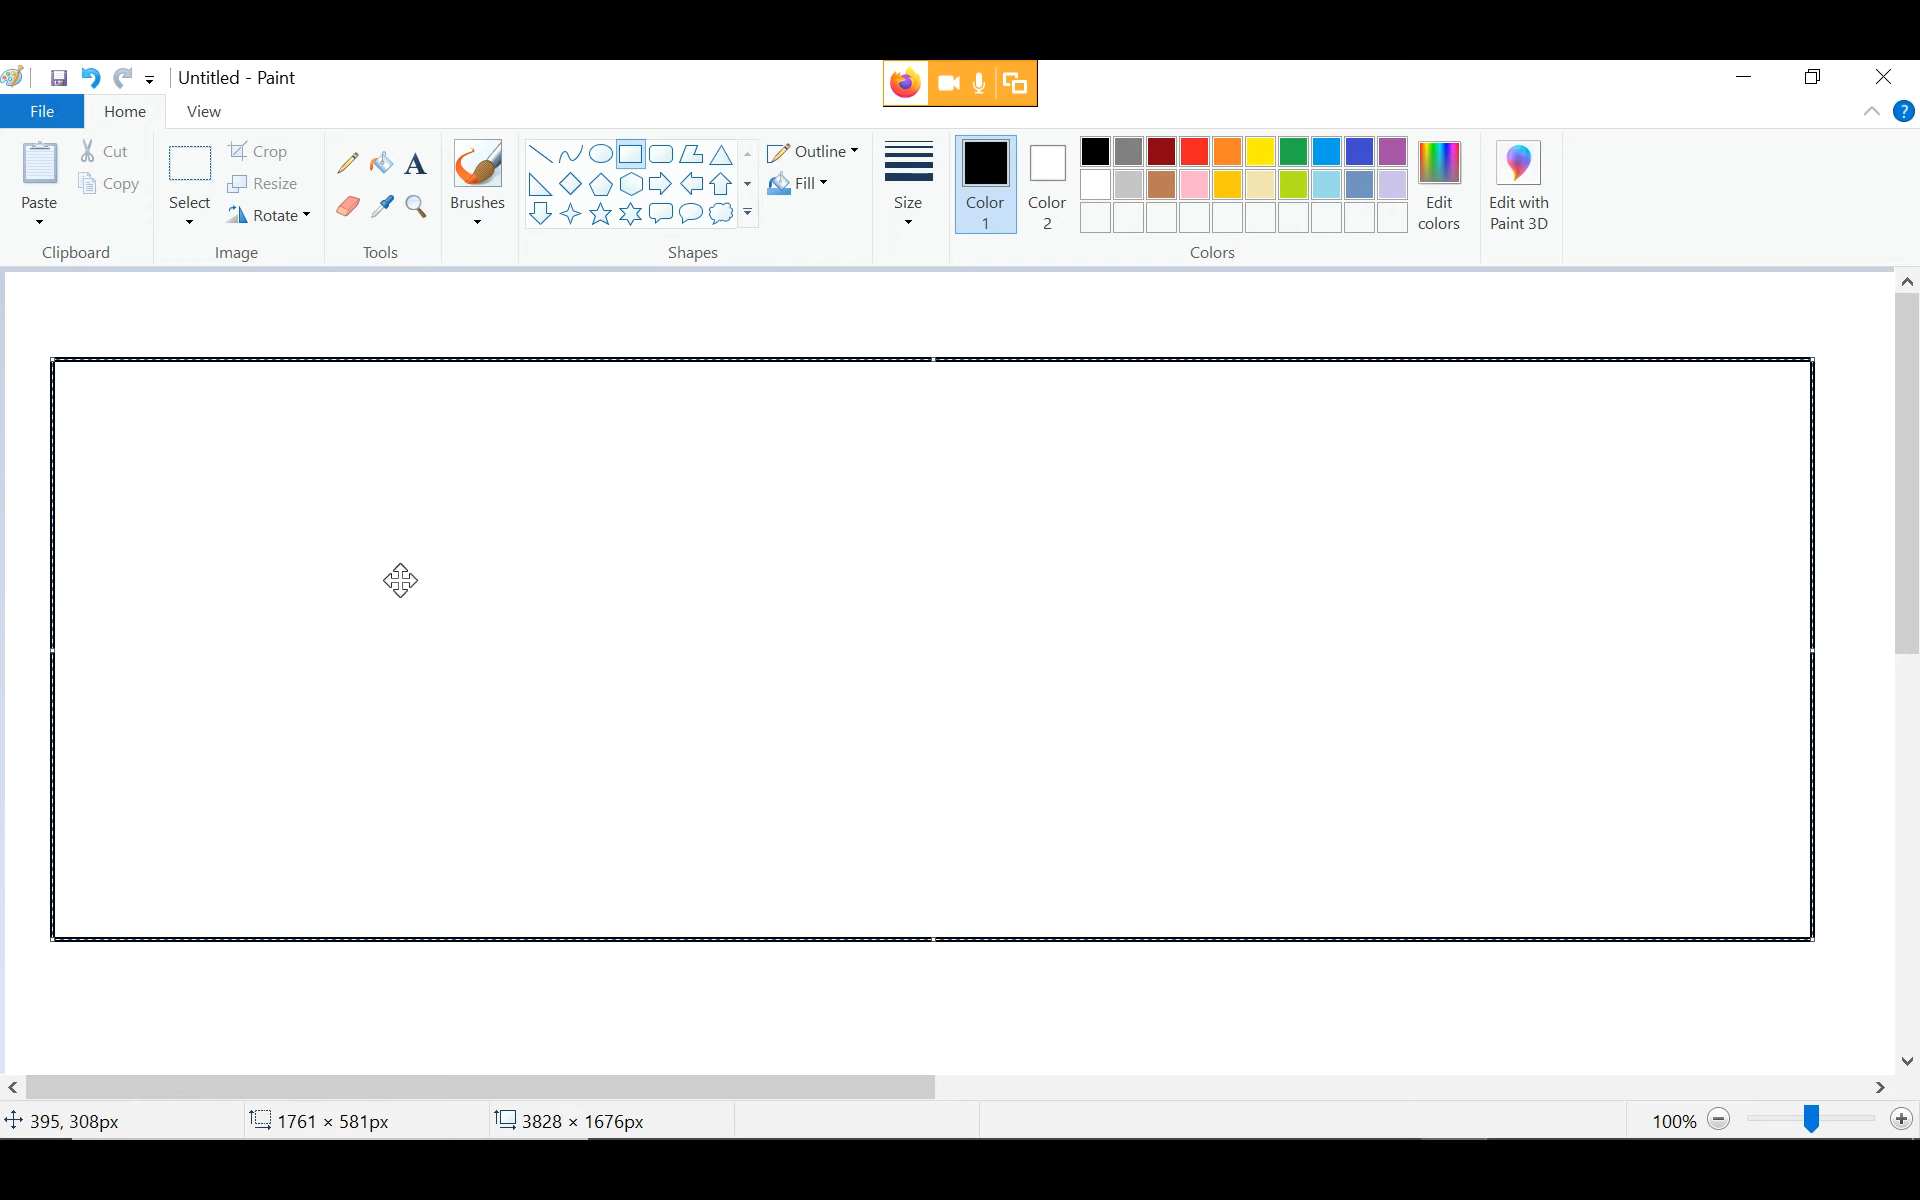 Untitled - Paint
File Home View
Paste
Cut
Copy
Clipboard
Select
Crop
Resize
Rotate
Image
A
Tools
Brushes
Shapes
Outline
Fill
Size
Color 1
Color 2
Colors
Edit colors
Edit with Paint 3D
?
395, 308px
1761 × 581px
3828 × 1676px
100%